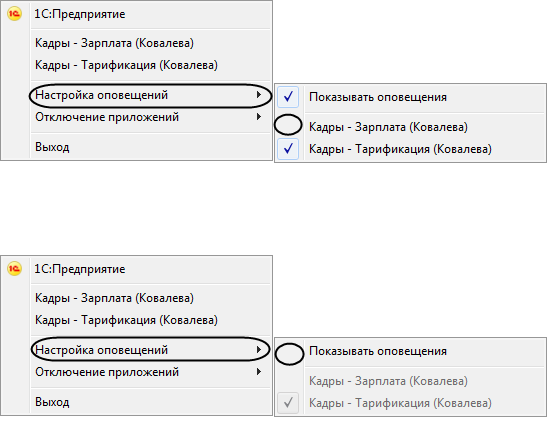 1С:Предприятие
Кадры - Зарплата (Ковалева)
Кадры - Тарификация (Ковалева)
Настройка оповещений
Отключение приложений
Выход
Показывать оповещения
Кадры - Зарплата (Ковалева)
Кадры - Тарификация (Ковалева)
1С:Предприятие
Кадры - Зарплата (Ковалева)
Кадры - Тарификация (Ковалева)
Настройка оповещений
Отключение приложений
Выход
Показывать оповещения
Кадры - Зарплата (Ковалева)
Кадры - Тарификация (Ковалева)